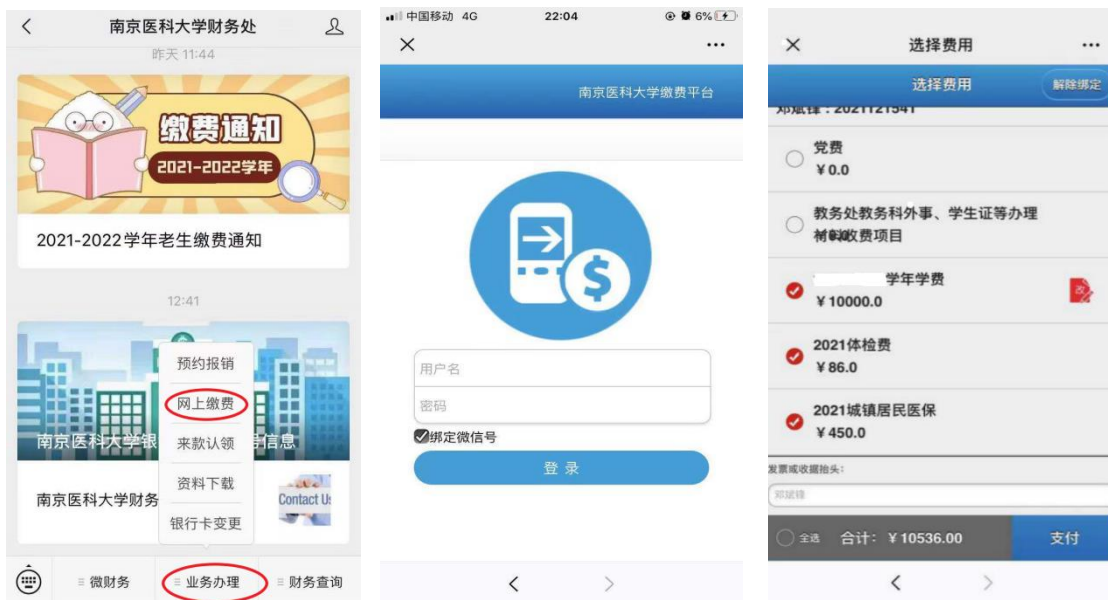 南京医科大学财务处
昨天 11:44
缴费通知
2021-2022学年
2021-2022学年老生缴费通知
12:41
南京医科大学银
信息
南京医科大学财务
Contact Us
预约报销
网上缴费
来款认领
资料下载
银行卡变更
微财务
业务办理
财务查询
中国移动 4G
22:04
6%
南京医科大学缴费平台
用户名
密码
绑定微信号
登 录
选择费用
选择费用
解除绑定
2021121541
党费
¥0.0
教务处教务科外事、学生证等办理
收费项目
学年学费
¥10000.0
改
2021体检费
¥86.0
2021城镇居民医保
¥450.0
发票或收据抬头:
邓斌锋
全选
合计: ¥10536.00
支付